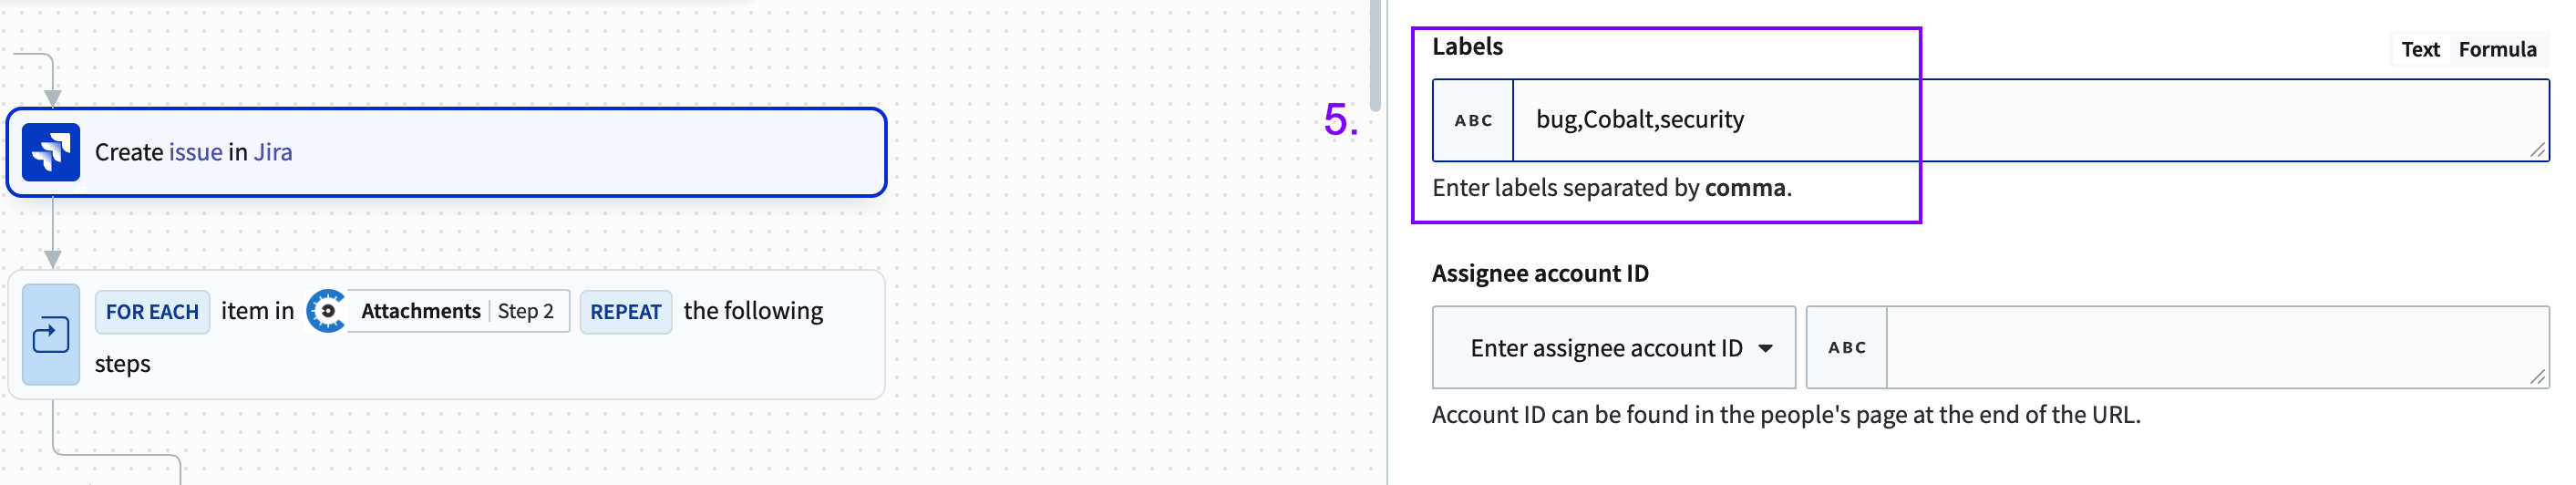 Create issue in Jira
FOR EACH item in Attachments Step 2 REPEAT the following
steps
5.
Labels
Text Formula
ABC bug,Cobalt,security
Enter labels separated by comma.
Assignee account ID
Enter assignee account ID ABC
Account ID can be found in the people's page at the end of the URL.